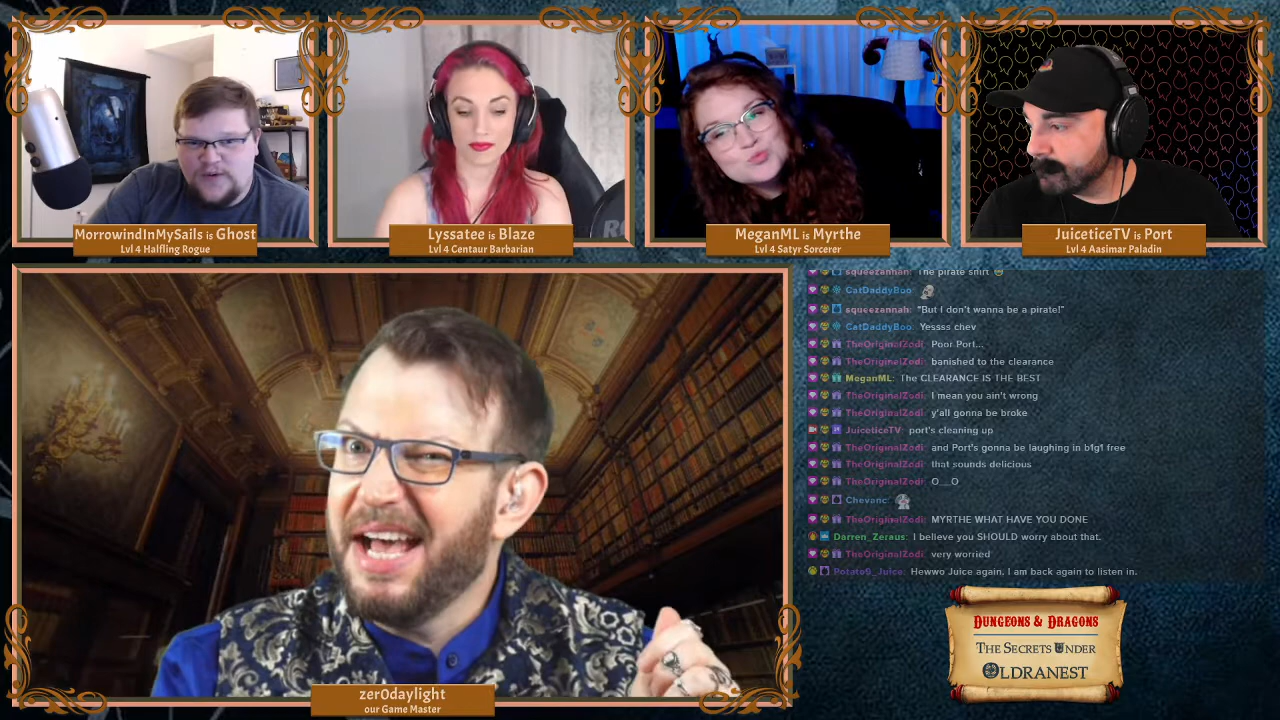 MorrowindInMySails is Ghost
Lvl 4 Halfling Rogue
Lyssatee is Blaze
Lvl 4 Centaur Barbarian
MeganML is Myrthe
Lvl 4 Satyr Sorcerer
JuiceticeTV is Port
Lvl 4 Aasimar Paladin
squeezannah: The pirate shirt
CatDaddyBoo:
squeezannah: "But I don't wanna be a pirate!"
CatDaddyBoo: Yessss chev
TheOriginalZodi: Poor Port...
TheOriginalZodi: banished to the clearance
MeganML: The CLEARANCE IS THE BEST
TheOriginalZodi: I mean you ain't wrong
TheOriginalZodi: y'all gonna be broke
JuiceticeTV: port's cleaning up
TheOriginalZodi: and Port's gonna be laughing in b1g1 free
TheOriginalZodi: that sounds delicious
TheOriginalZodi: O__O
Chevanc:
TheOriginalZodi: MYRTHE WHAT HAVE YOU DONE
Darren_Zeraus: I believe you SHOULD worry about that.
TheOriginalZodi: very worried
Potato9_Juice: Hewwo Juice again, I am back again to listen in.
zer0daylight
our Game Master
Dungeons & Dragons
The Secrets Under
Oldranest